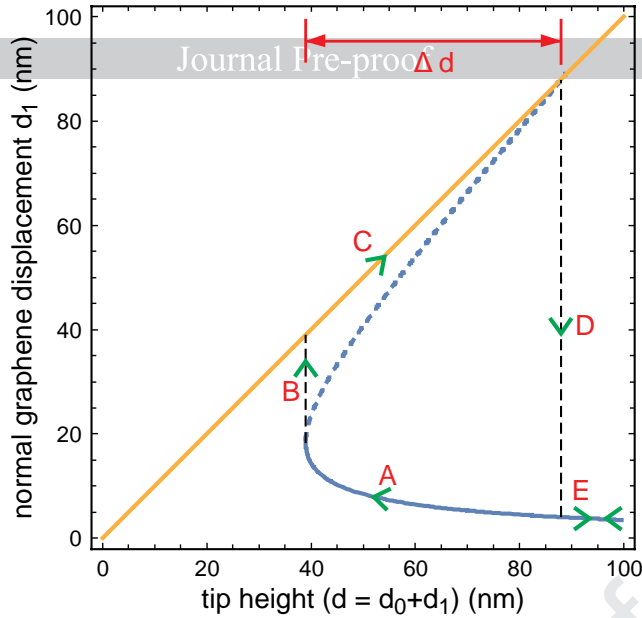 Journal Pre-proof
Δ d
normal graphene displacement d₁ (nm)
100
80
60
40
20
0
C
D
B
A
E
0 20 40 60 80 100
tip height (d = d₀+d₁) (nm)